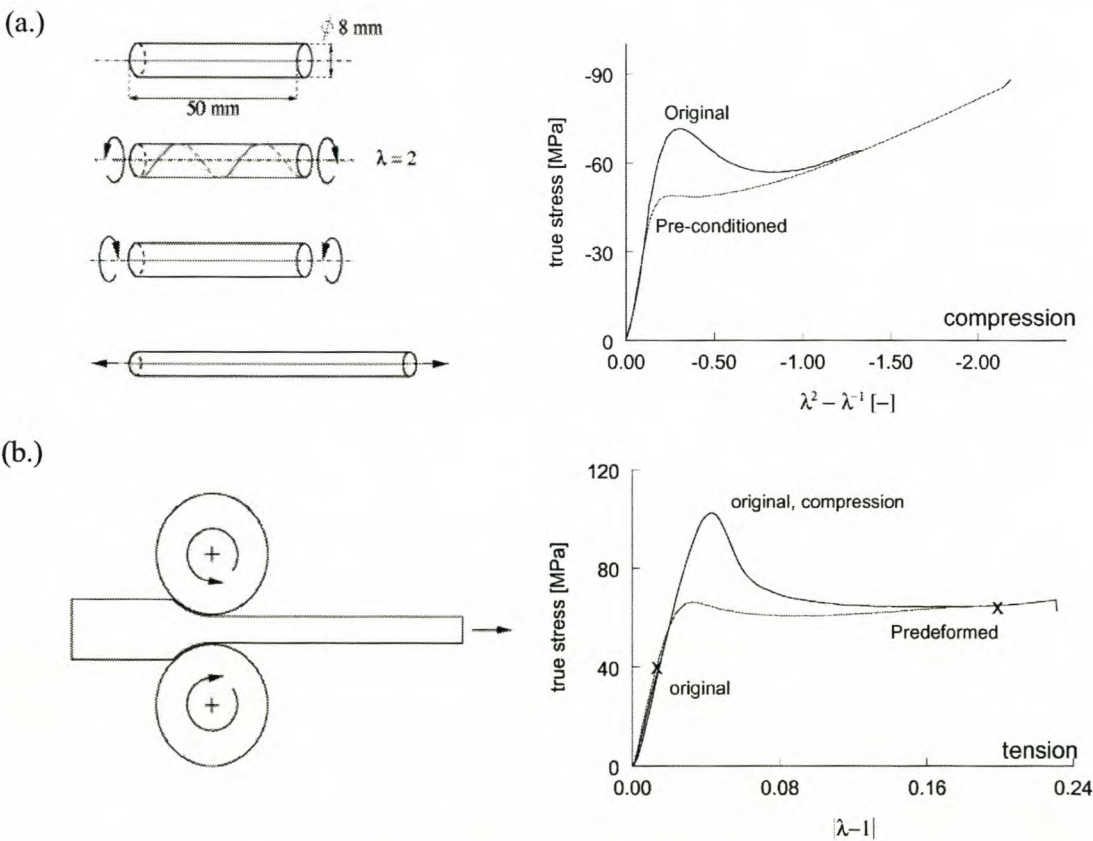 (a.)
ϕ 8 mm
50 mm
λ = 2
true stress [MPa]
-90
-60
-30
0
Original
Pre-conditioned
compression
0.00 -0.50 -1.00 -1.50 -2.00
λ² − λ⁻¹ [−]
(b.)
true stress [MPa]
120
80
40
0
original, compression
x
Predeformed
x
original
tension
0.00 0.08 0.16 0.24
|λ−1|